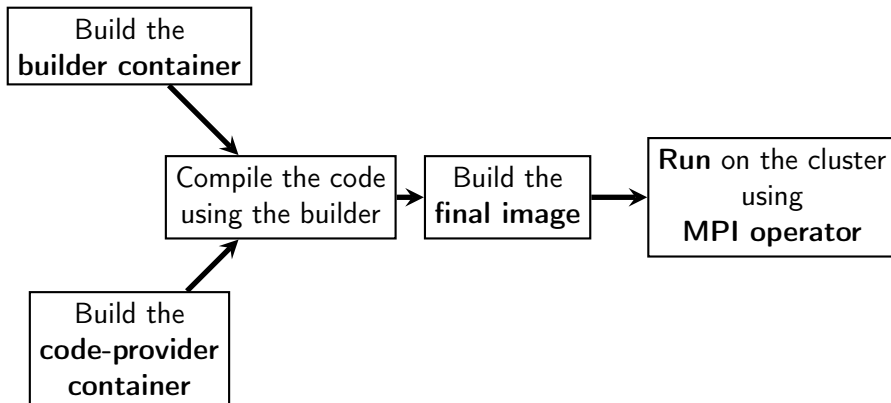 Build the
builder container
Compile the code
using the builder
Build the
final image
Run on the cluster
using
MPI operator
Build the
code-provider
container